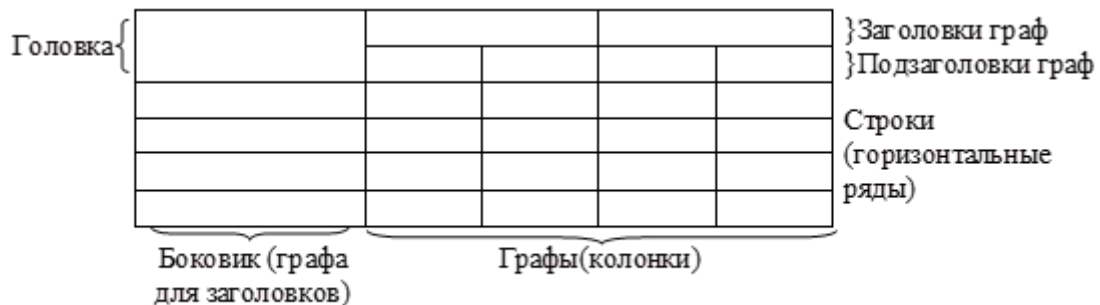 Головка{
}Заголовки граф
}Подзаголовки граф
Строки
(горизонтальные
ряды)
Боковик (графа
для заголовков)
Графы(колонки)